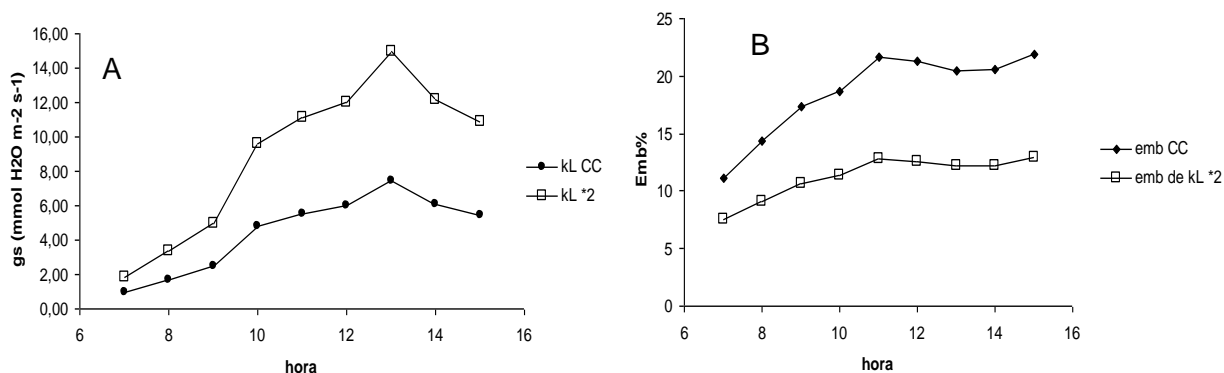 A
gs (mmol H2O m-2 s-1)
16,00
14,00
12,00
10,00
8,00
6,00
4,00
2,00
0,00
6 8 10 12 14 16
hora
kL CC
kL *2
B
Emb%
25
20
15
10
5
0
6 8 10 12 14 16
hora
emb CC
emb de kL *2